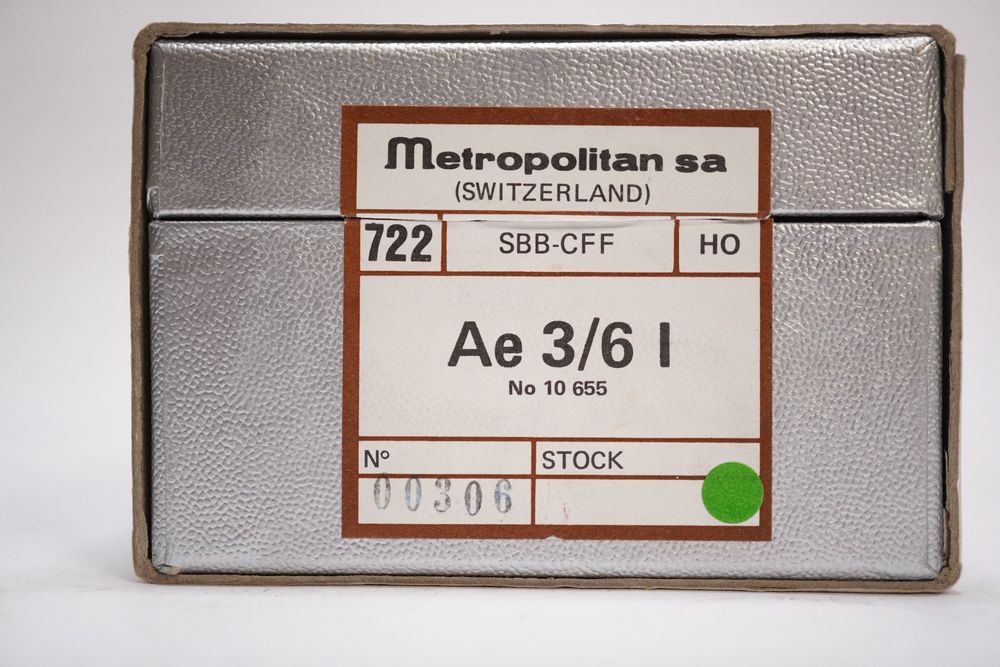 Metropolitan sa
(SWITZERLAND)
722 SBB-CFF HO
Ae 3/6 I
No 10 655
N° STOCK
00306